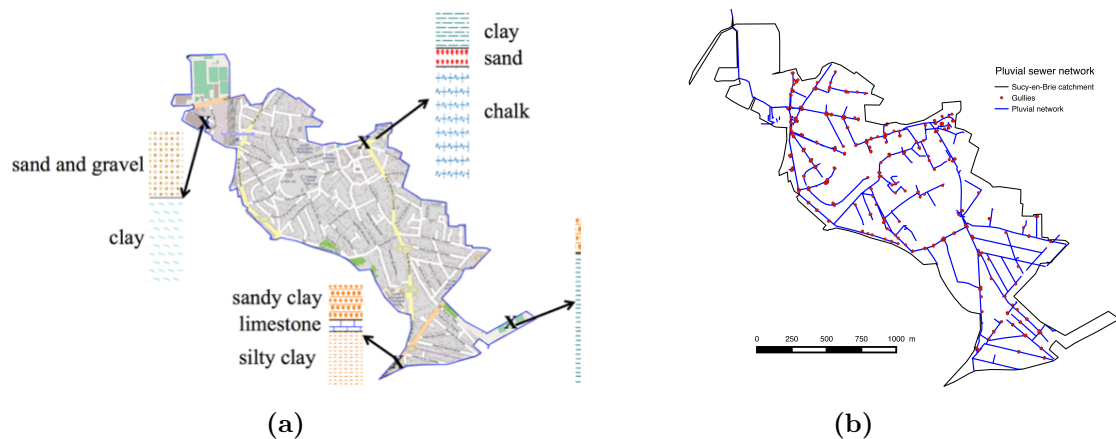 clay
sand
chalk
sand and gravel
clay
sandy clay
limestone
silty clay
X
X
X
X
(a)
Pluvial sewer network
Sucy-en-Brie catchment
Gullies
Pluvial network
0 250 500 750 1000 m
(b)